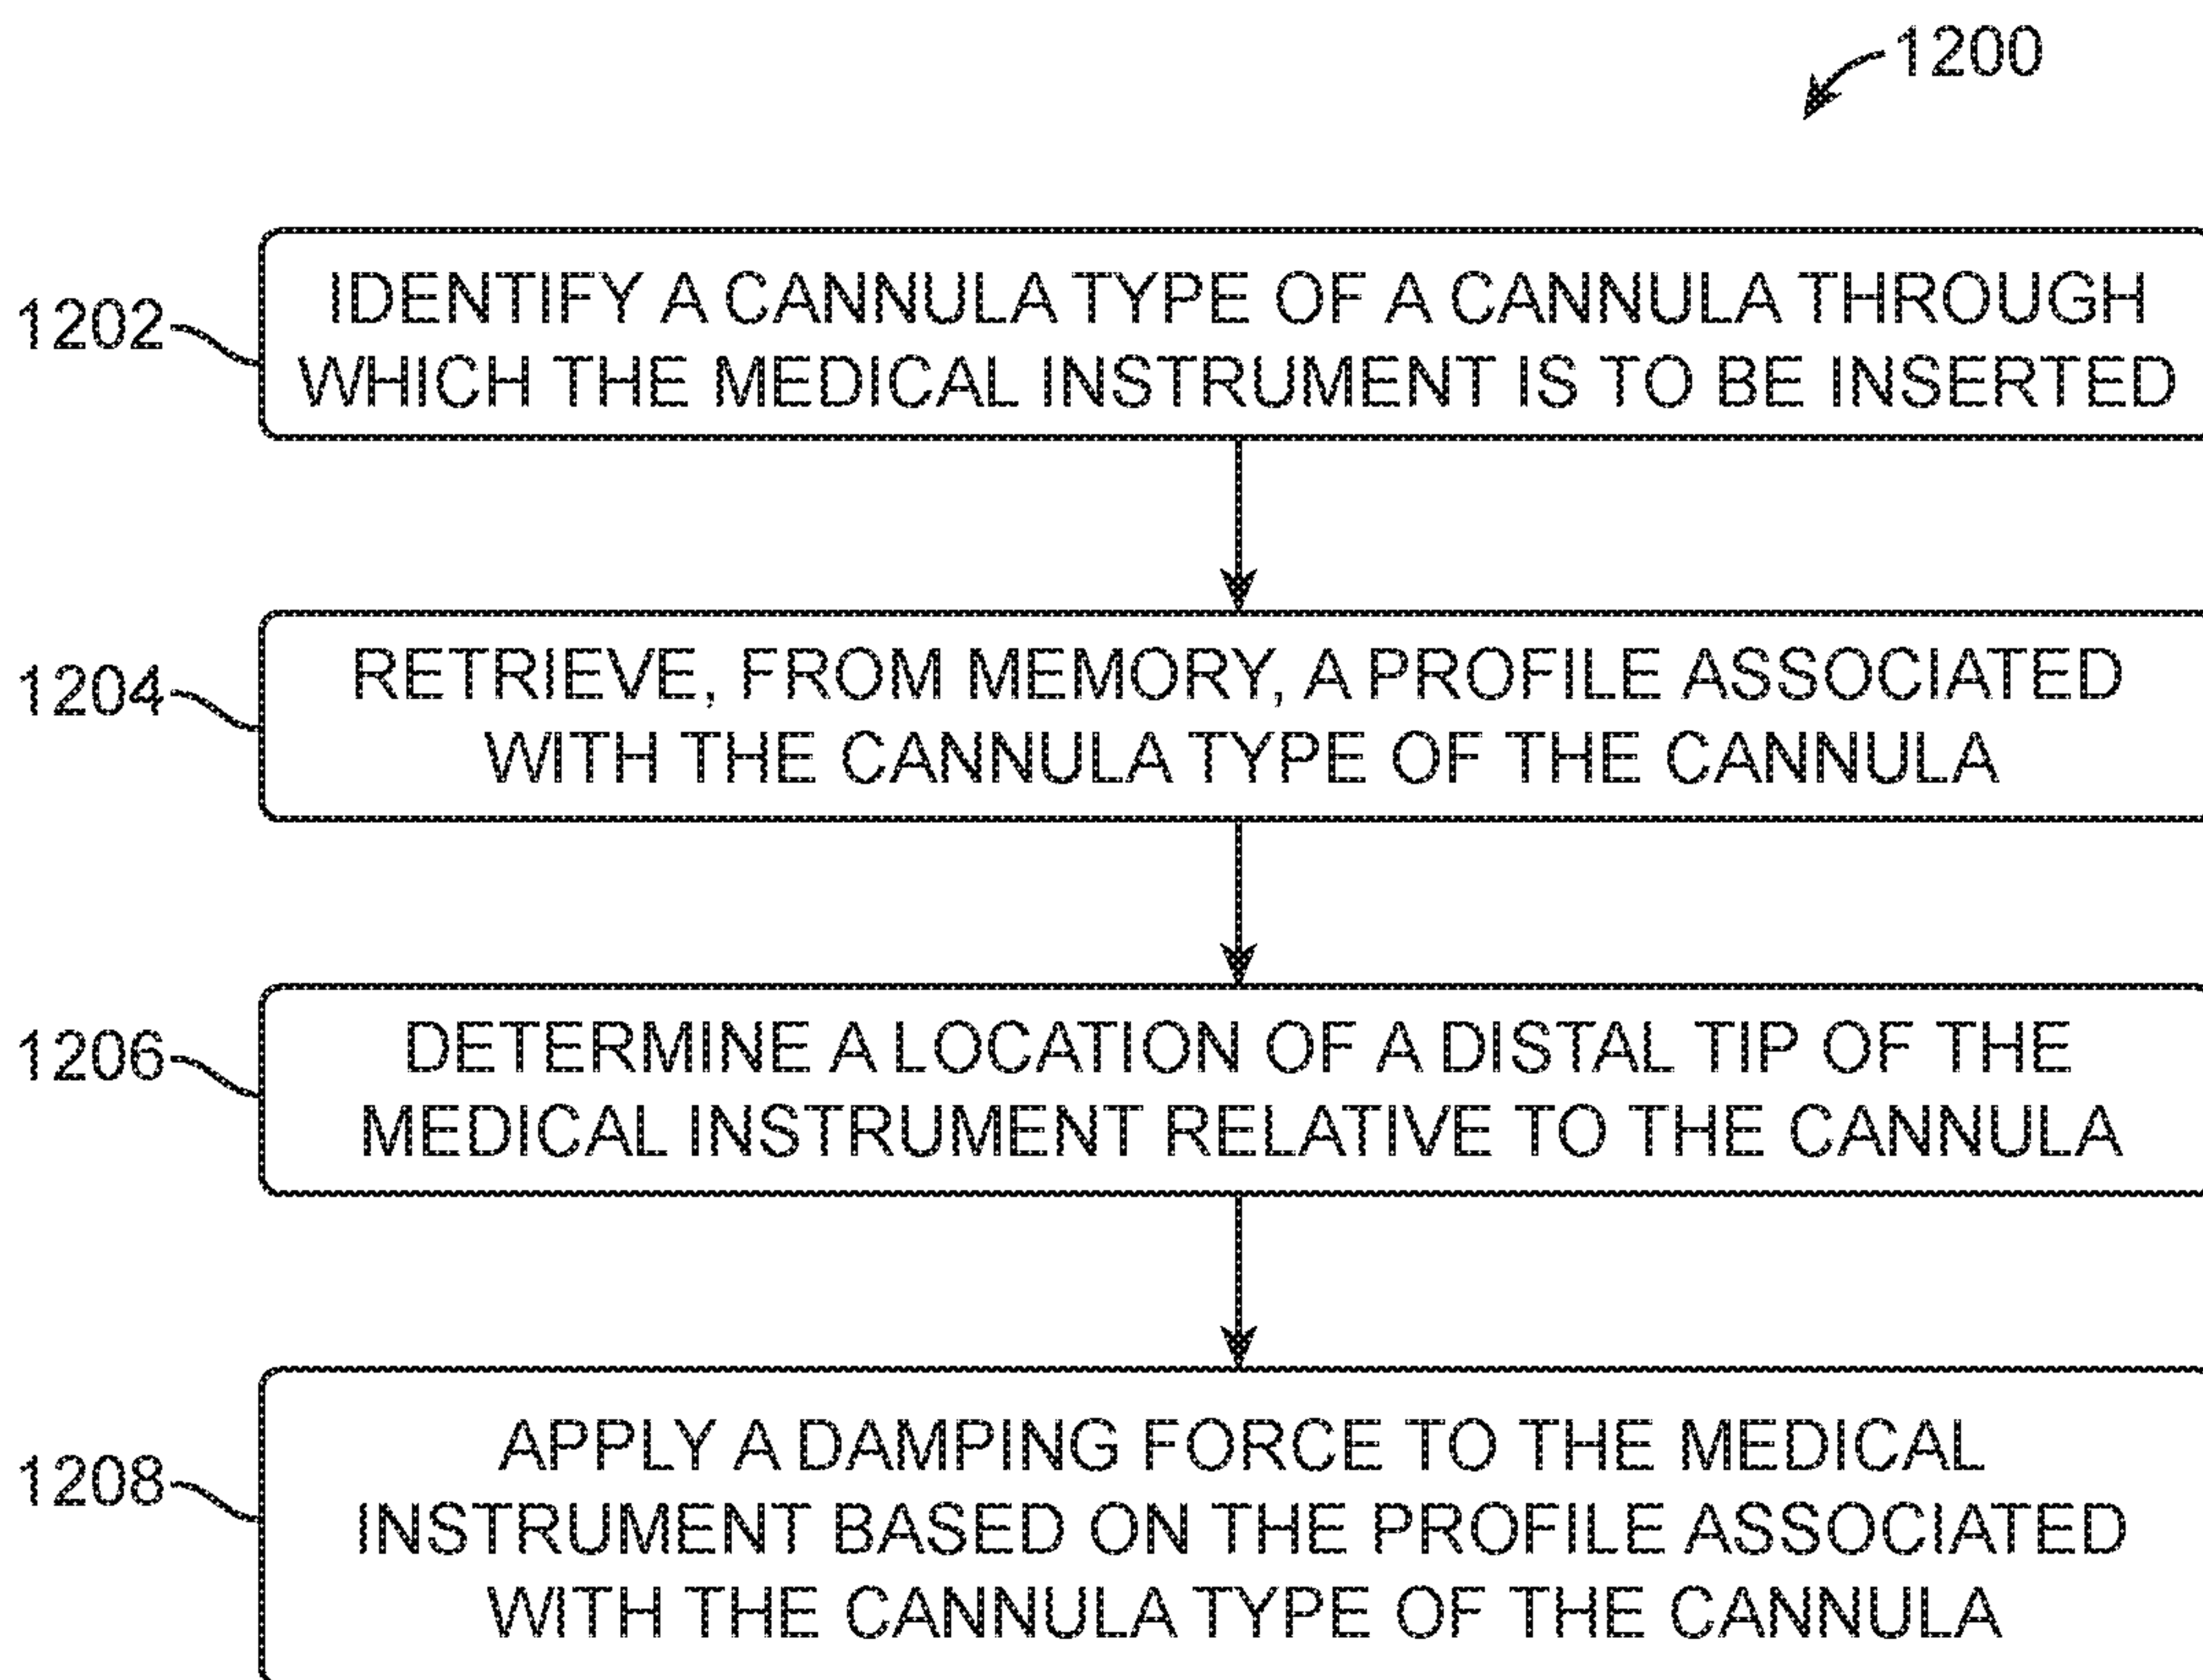 1200
1202
IDENTIFY A CANNULA TYPE OF A CANNULA THROUGH
WHICH THE MEDICAL INSTRUMENT IS TO BE INSERTED
1204
RETRIEVE, FROM MEMORY, A PROFILE ASSOCIATED
WITH THE CANNULA TYPE OF THE CANNULA
1206
DETERMINE A LOCATION OF A DISTAL TIP OF THE
MEDICAL INSTRUMENT RELATIVE TO THE CANNULA
1208
APPLY A DAMPING FORCE TO THE MEDICAL
INSTRUMENT BASED ON THE PROFILE ASSOCIATED
WITH THE CANNULA TYPE OF THE CANNULA